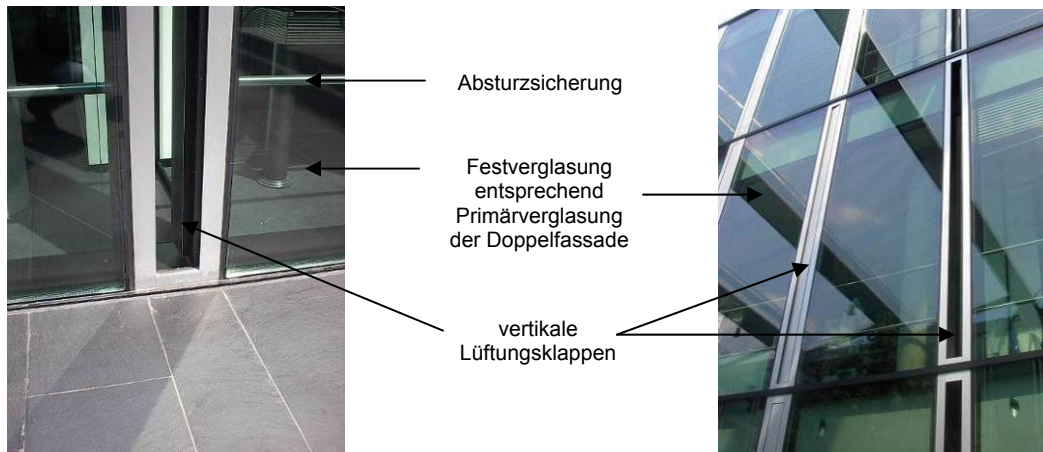 Absturzsicherung
Festverglasung
entsprechend
Primärverglasung
der Doppelfassade
vertikale
Lüftungsklappen